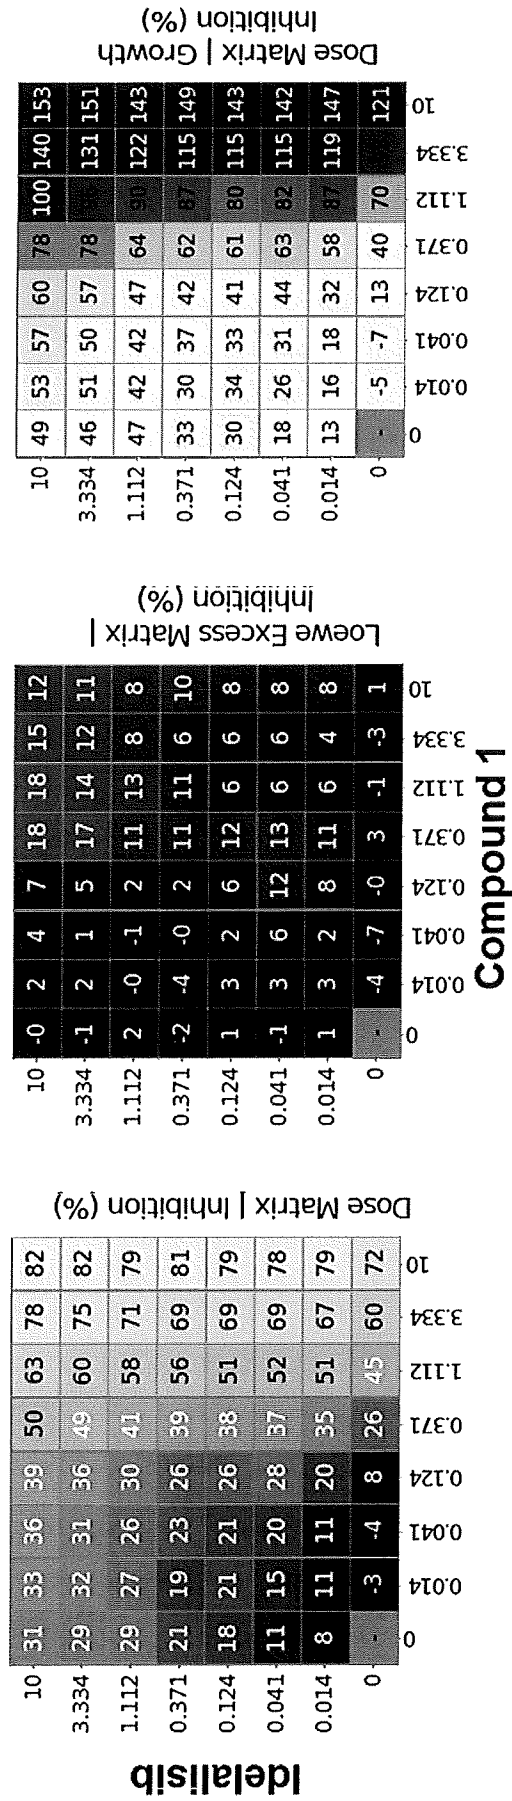 Idelalisib
Dose Matrix | Inhibition (%)
10 31 33 36 39 50 63 78 82
3.334 29 32 31 36 49 60 75 82
1.112 29 27 26 30 41 58 71 79
0.371 21 19 23 26 39 56 69 81
0.124 18 21 21 26 38 51 69 79
0.041 11 15 20 28 37 52 69 78
0.014 8 11 11 20 35 51 67 79
0 - -3 -4 8 26 45 60 72
0 0.014 0.041 0.124 0.371 1.112 3.334 10
Loewe Excess Matrix |
Inhibition (%)
10 -0 2 4 7 18 18 15 12
3.334 -1 2 1 5 17 14 12 11
1.112 2 -0 -1 2 11 13 8 8
0.371 -2 -4 -0 2 11 11 6 10
0.124 1 3 2 6 12 6 6 8
0.041 -1 3 6 12 13 6 6 8
0.014 1 3 2 8 11 6 4 8
0 - -4 -7 -0 3 -1 -3 1
0 0.014 0.041 0.124 0.371 1.112 3.334 10
Compound 1
Dose Matrix | Growth
Inhibition (%)
10 49 53 57 60 78 100 140 153
3.334 46 51 50 57 78 131 151
1.112 47 42 42 47 64 90 122 143
0.371 33 30 37 42 62 87 115 149
0.124 30 34 33 41 61 80 115 143
0.041 18 26 31 44 63 82 115 142
0.014 13 16 18 32 58 87 119 147
0 - -5 -7 13 40 70 121
0 0.014 0.041 0.124 0.371 1.112 3.334 10